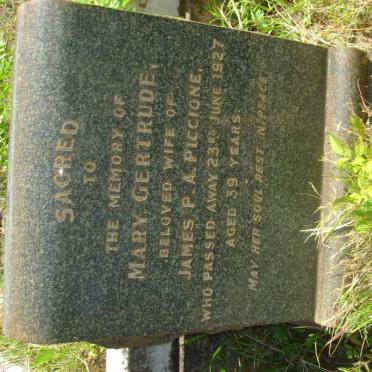 SACRED
TO
THE MEMORY OF
MARY GERTRUDE,
BELOVED WIFE OF
JAMES P. A. PICCIONE,
WHO PASSED AWAY 23RD JUNE 1927
AGED 39 YEARS.
MAY HER SOUL REST IN PEACE